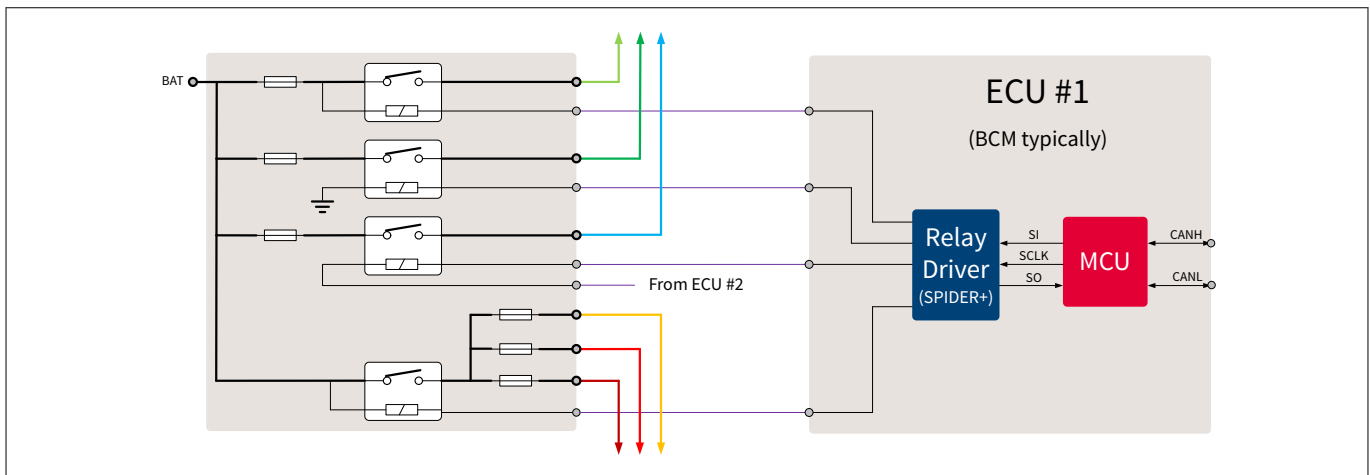 BAT
From ECU #2
ECU #1
(BCM typically)
Relay
Driver
(SPIDER+)
SI
SCLK
SO
MCU
CANH
CANL